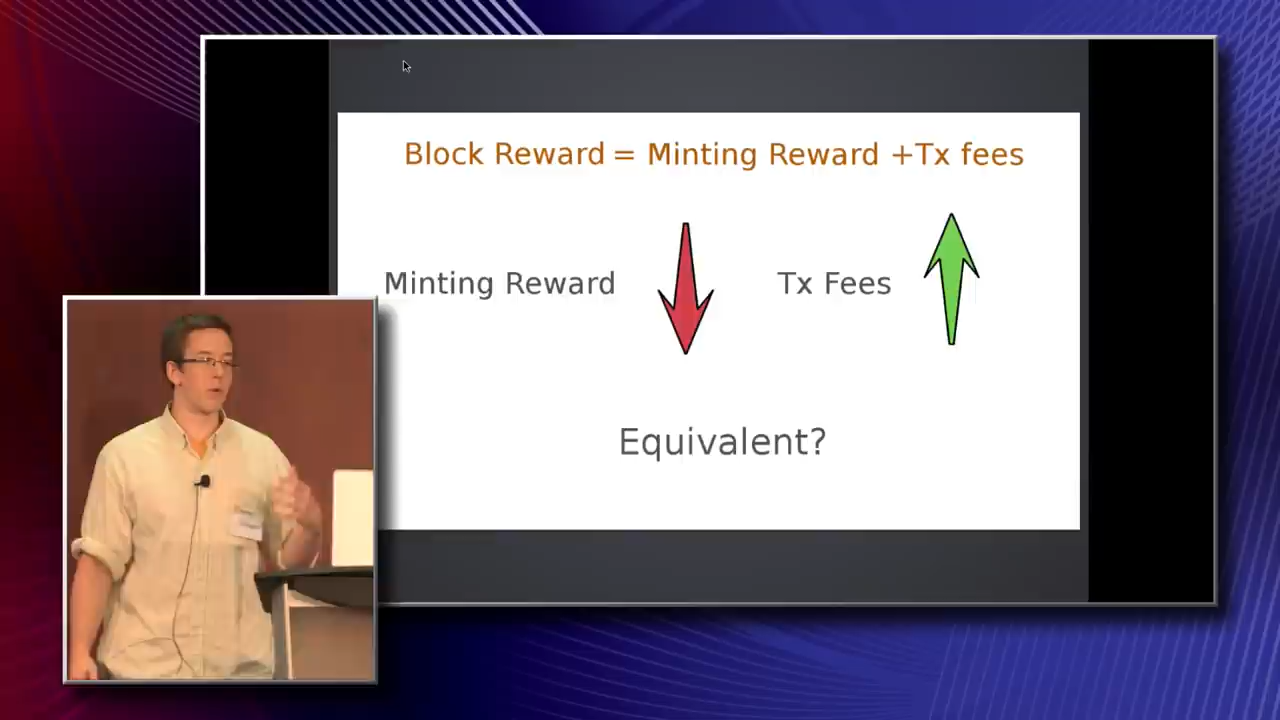 Block Reward = Minting Reward +Tx fees
Minting Reward
Tx Fees
Equivalent?